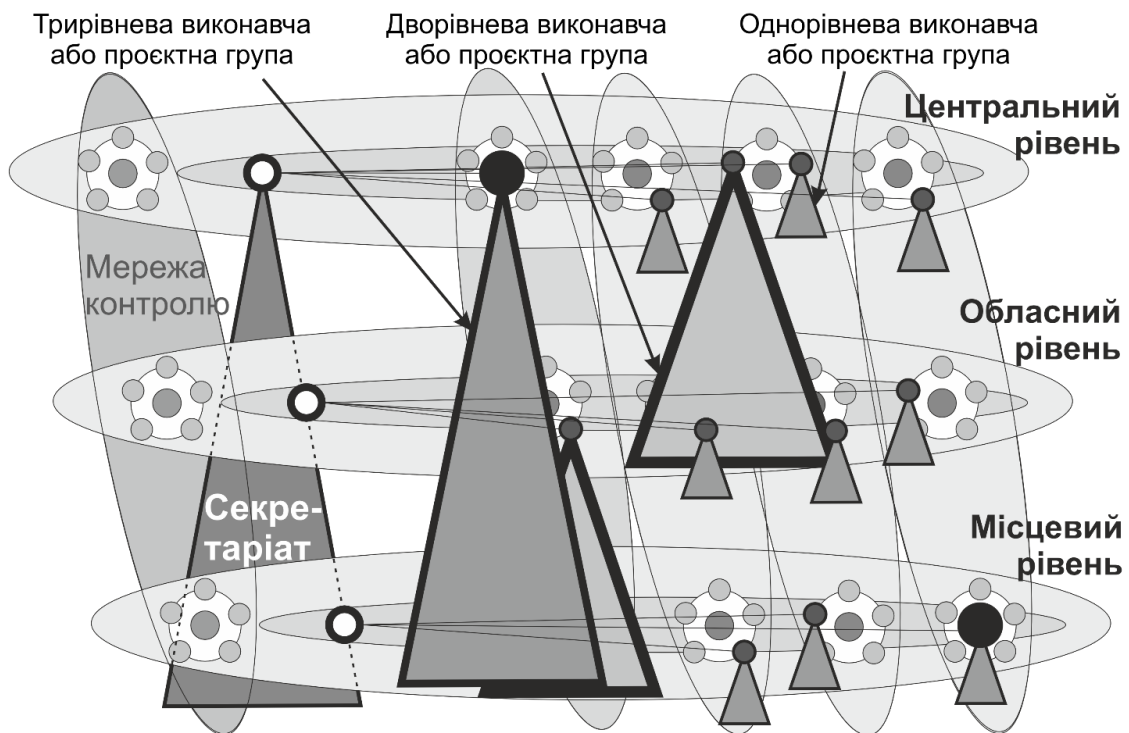 Трирівнева виконавча
або проєктна група
Дворівнева виконавча
або проєктна група
Однорівнева виконавча
або проєктна група
Центральний
рівень
Мережа
контролю
Обласний
рівень
Секре-
таріат
Місцевий
рівень